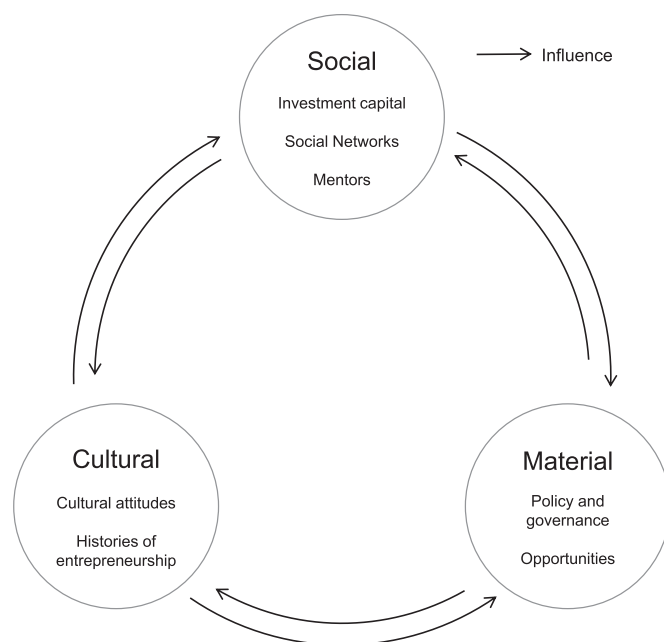 Social
Investment capital
Social Networks
Mentors
Influence
Cultural
Cultural attitudes
Histories of
entrepreneurship
Material
Policy and
governance
Opportunities